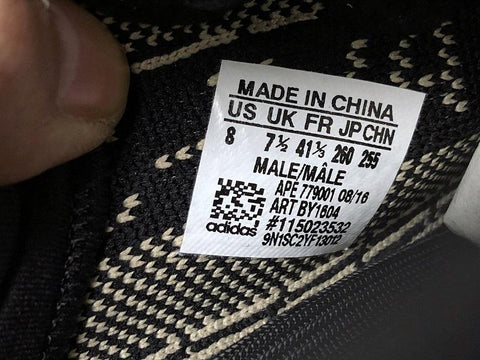 MADE IN CHINA
US UK FR JP CHN
8 7½ 41⅓ 260 255
MALE/MÂLE
APE 779001 08/16
ART BY1604
#115023532
adidas 9N1SC2YF13012